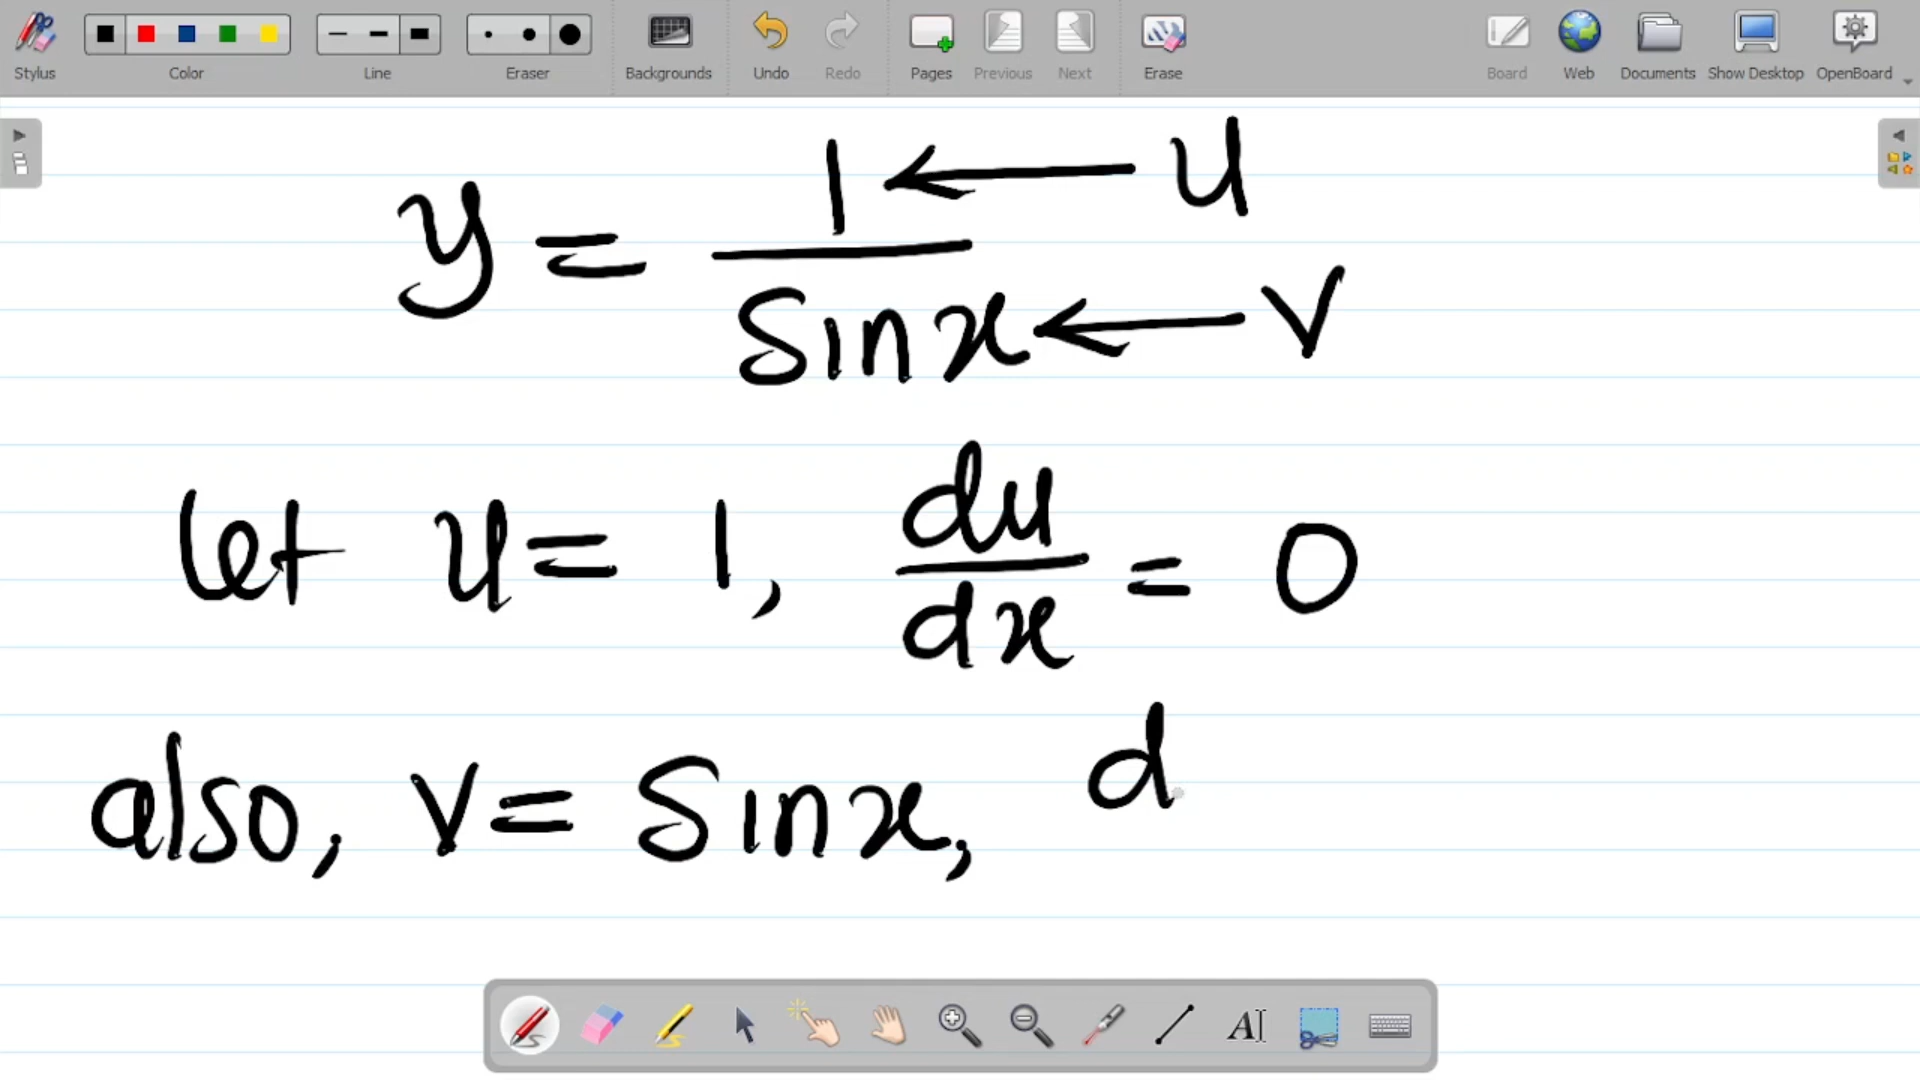 Stylus Color Line Eraser Backgrounds Undo Redo Pages Previous Next Erase Board Web Documents Show Desktop OpenBoard
y = 1/Sinx ← u ← v
let u = 1, du/dx = 0
also, v = Sinx, d
AI